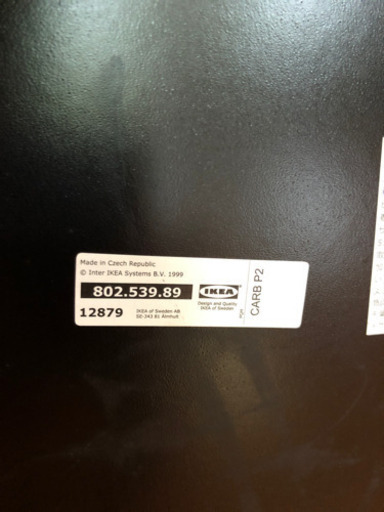 Made in Czech Republic
© Inter IKEA Systems B.V. 1999
802.539.89
12879
IKEA of Sweden AB
SE-343 81 Älmhult
IKEA
Design and Quality
IKEA of Sweden
CARB P2